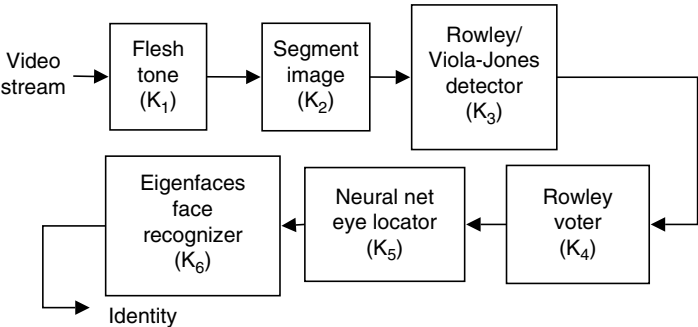 Video
stream
Flesh
tone
(K₁)
Segment
image
(K₂)
Rowley/
Viola-Jones
detector
(K₃)
Rowley
voter
(K₄)
Neural net
eye locator
(K₅)
Eigenfaces
face
recognizer
(K₆)
Identity